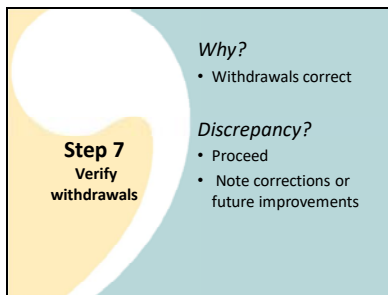 Step 7
Verify
withdrawals
Why?
• Withdrawals correct
Discrepancy?
• Proceed
• Note corrections or
future improvements